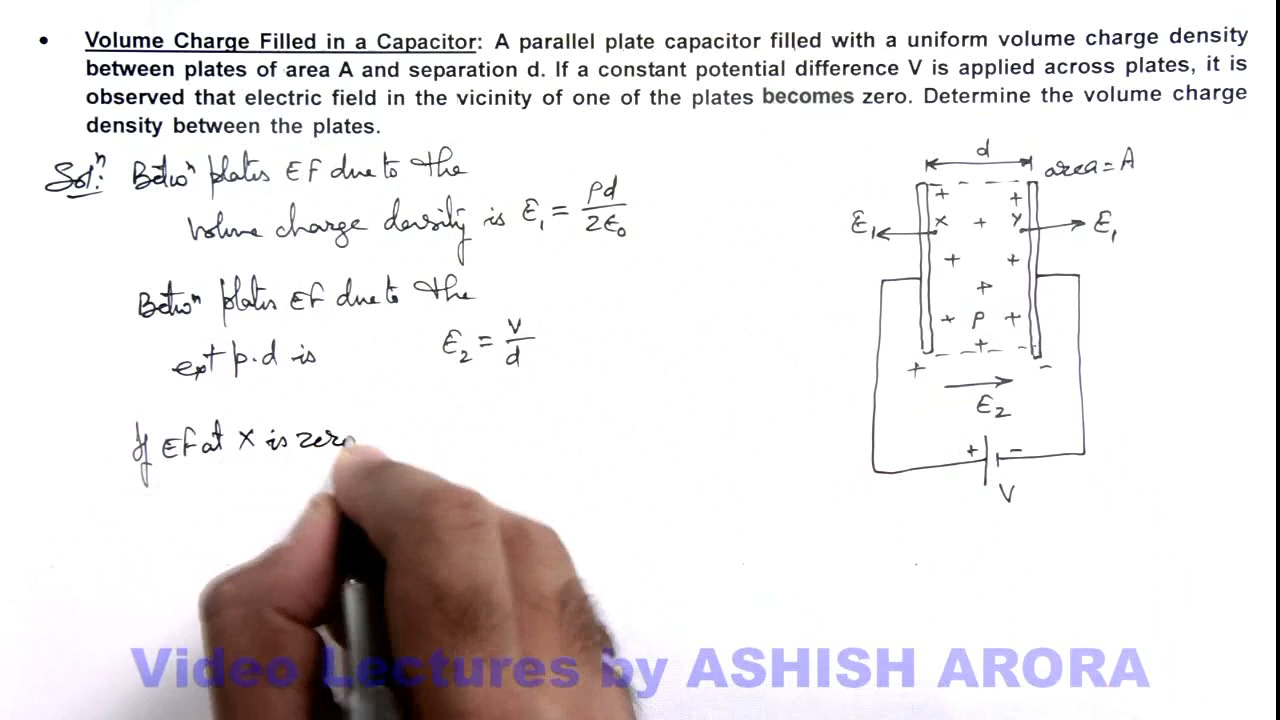 • Volume Charge Filled in a Capacitor: A parallel plate capacitor filled with a uniform volume charge density
between plates of area A and separation d. If a constant potential difference V is applied across plates, it is
observed that electric field in the vicinity of one of the plates becomes zero. Determine the volume charge
density between the plates.
Solⁿ: Betwⁿ plates EF due to the
volume charge density is E₁ = ρd/2ε₀
Betwⁿ plates EF due to the
ext p.d is E₂ = V/d
If EF at X is zero
d
area = A
+ +
E₁ x + y E₁
+ +
+
+ ρ +
+
+ -
E₂
+ -
V
Video Lectures by ASHISH ARORA